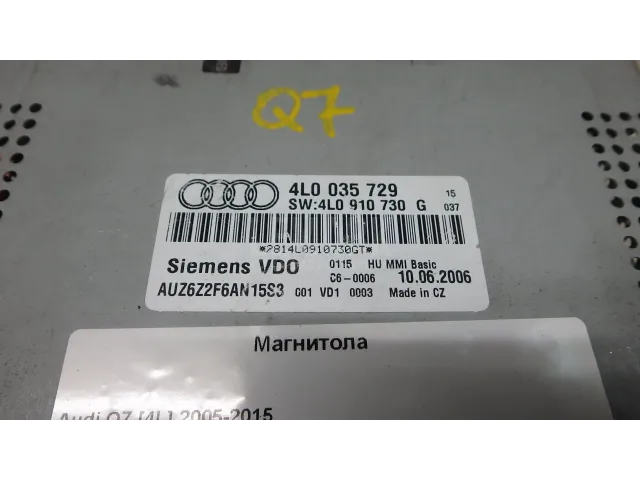 Q7
4L0 035 729 15
SW:4L0 910 730 G 037
*2814L0910730GT*
Siemens VDO 0115 HU MMI Basic
C6-0006 10.06.2006
AUZ6Z2F6AN15S3 G01 VD1 0003 Made in CZ
Магнитола
Audi Q7 [4L] 2005-2015